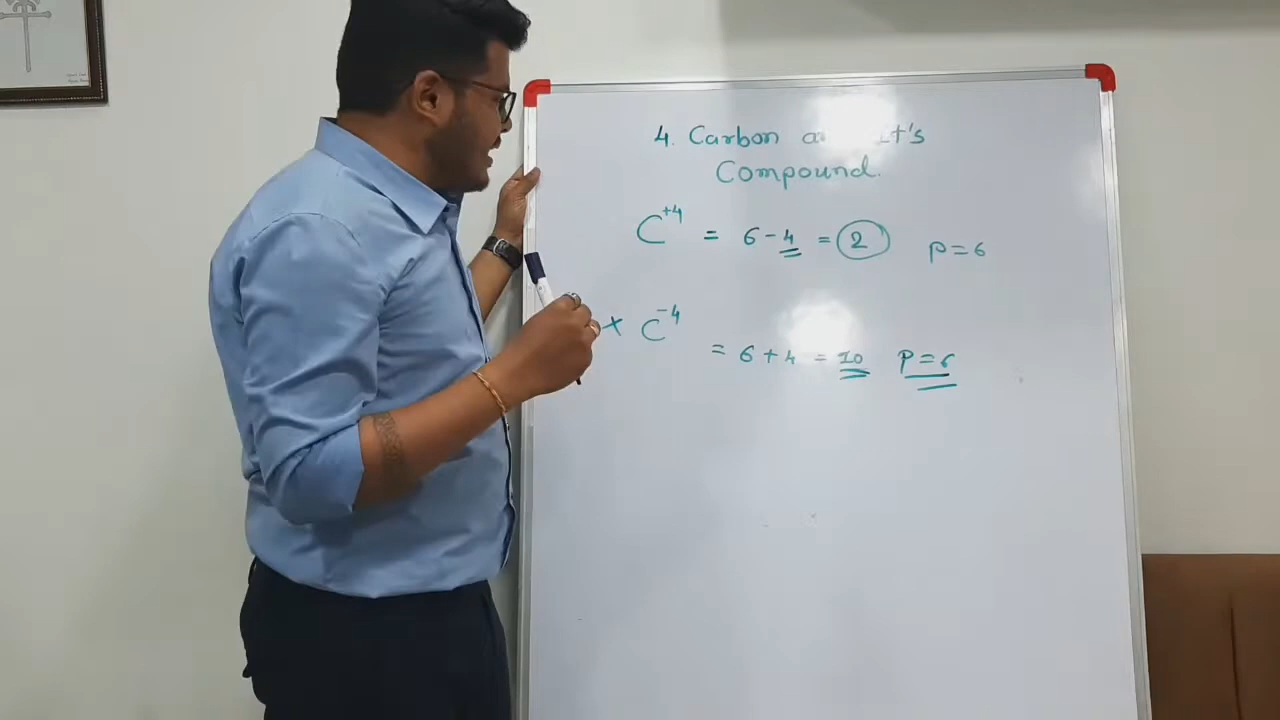 4. Carbon a t's
Compound.
C⁺⁴ = 6-4 = 2 p=6
× C⁻⁴
= 6+4 = 10 P=6